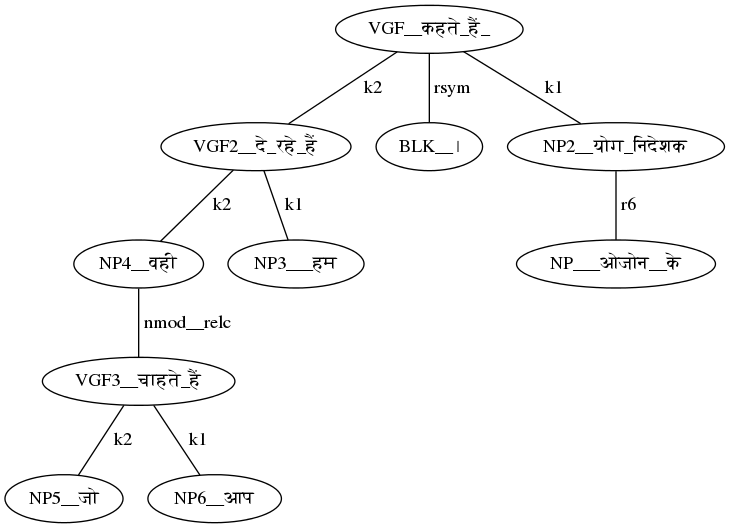 VGF__कहते_हैं_
k2 rsym k1
VGF2__दे_रहे_हैं BLK__। NP2__योग_निदेशक
k2 k1 r6
NP4__वही NP3___हम NP___ओजोन__के
nmod__relc
VGF3__चाहते_हैं
k2 k1
NP5__जो NP6__आप